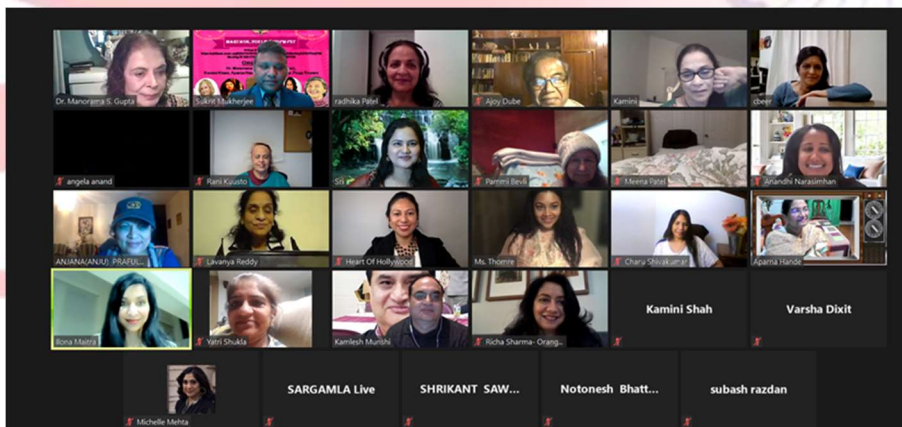 Dr. Manorama S. Gupta
Sukrit Mukherjee
radhika Patel
Ajoy Dube
Kamini
cbeer
angela anand
Rani Kuusto
Sri
Pammi Bevli
Meena Patel
Anandhi Narasimhan
ANJANA(ANJU) PRAFUL...
Lavanya Reddy
Heart Of Hollywood
Ms. Thomre
Charu Shivakumar
Aparna Hande
Ilona Maitra
Yatri Shukla
Kamlesh Munshi
Richa Sharma- Orang...
Kamini Shah
Varsha Dixit
Michelle Mehta
SARGAMLA Live
SHRIKANT SAW...
Notonesh Bhatt...
subash razdan